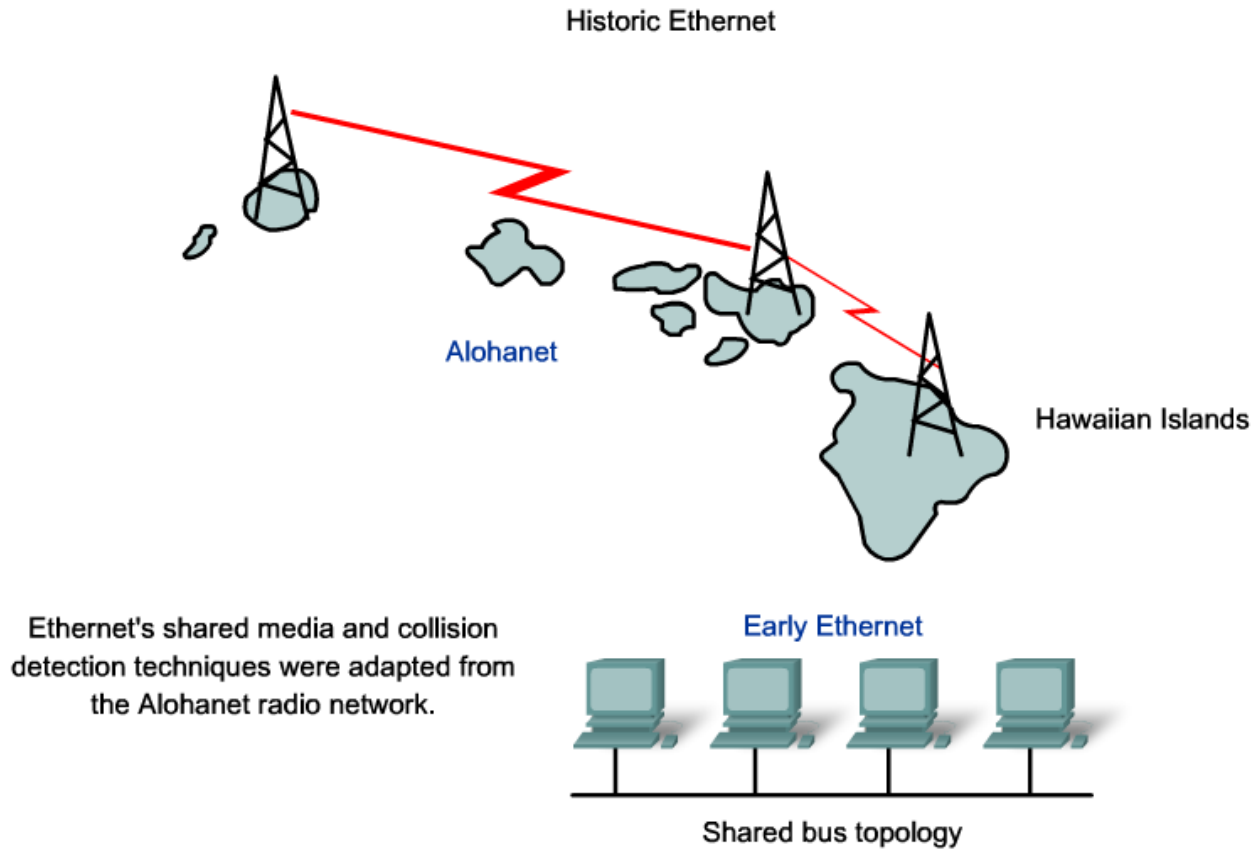 Historic Ethernet
Alohanet
Hawaiian Islands
Ethernet's shared media and collision
detection techniques were adapted from
the Alohanet radio network.
Early Ethernet
Shared bus topology